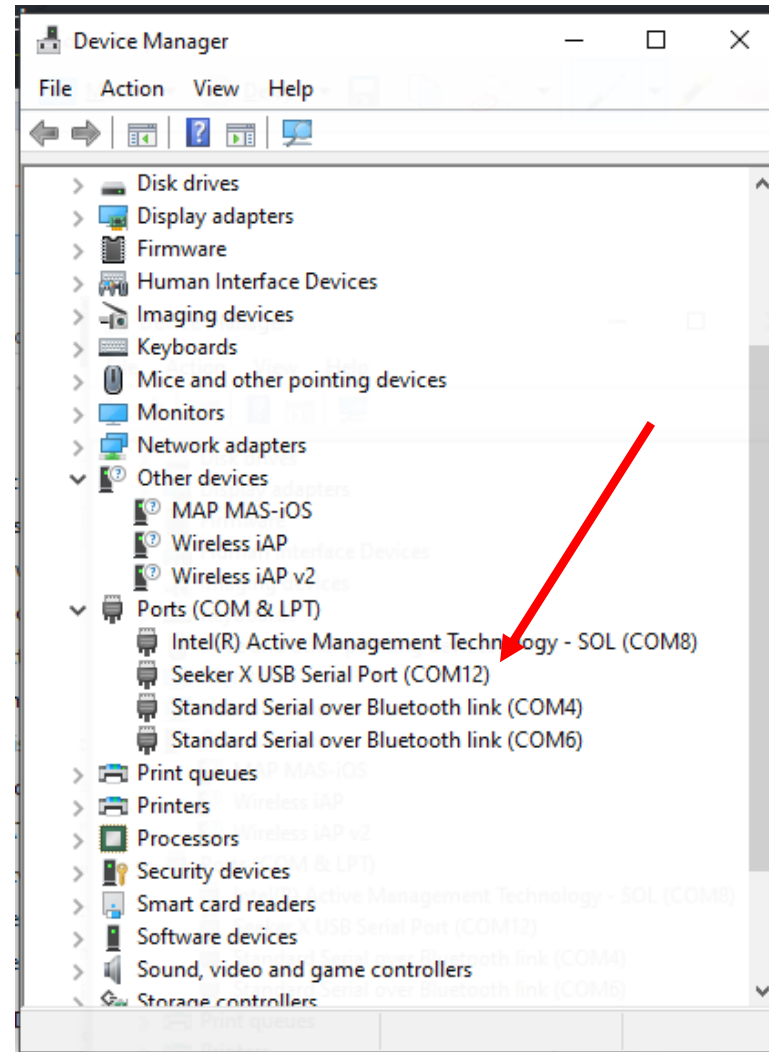 Device Manager
File Action View Help
Disk drives
Display adapters
Firmware
Human Interface Devices
Imaging devices
Keyboards
Mice and other pointing devices
Monitors
Network adapters
Other devices
MAP MAS-iOS
Wireless iAP
Wireless iAP v2
Ports (COM & LPT)
Intel(R) Active Management Technology - SOL (COM8)
Seeker X USB Serial Port (COM12)
Standard Serial over Bluetooth link (COM4)
Standard Serial over Bluetooth link (COM6)
Print queues
Printers
Processors
Security devices
Smart card readers
Software devices
Sound, video and game controllers
Storage controllers